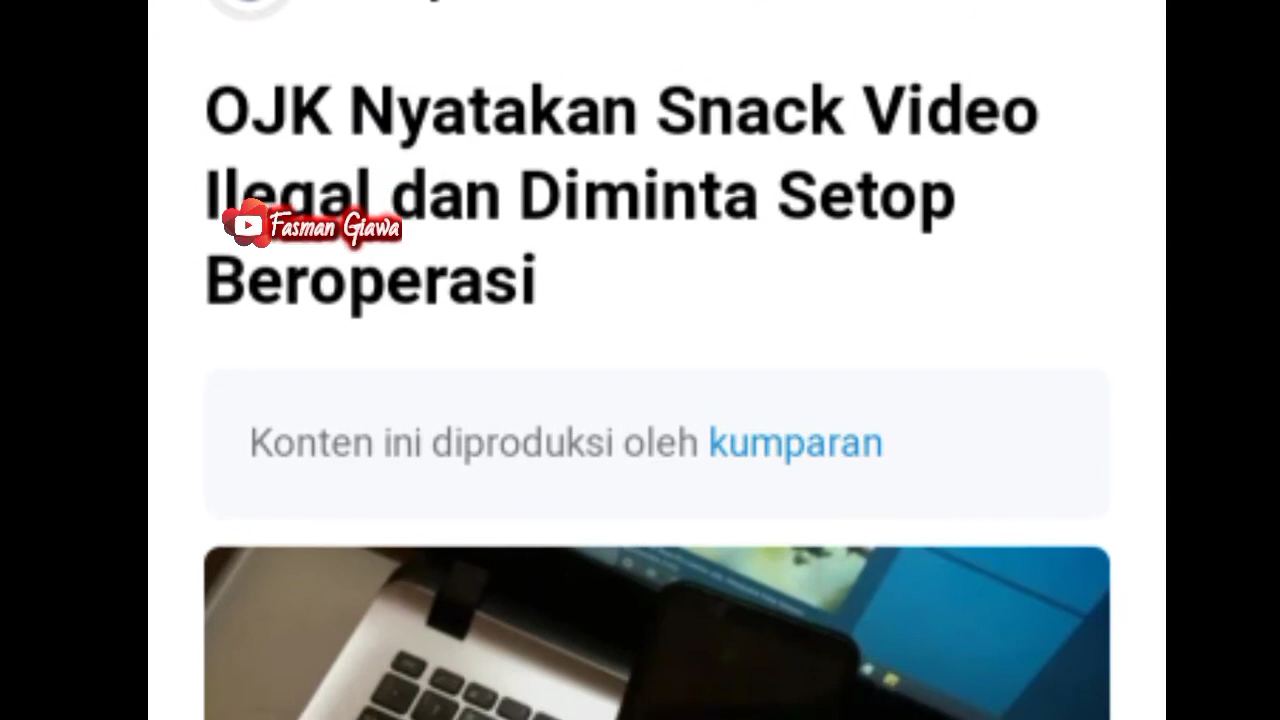 OJK Nyatakan Snack Video
Ilegal dan Diminta Setop
Fasman Giawa
Beroperasi
Konten ini diproduksi oleh kumparan